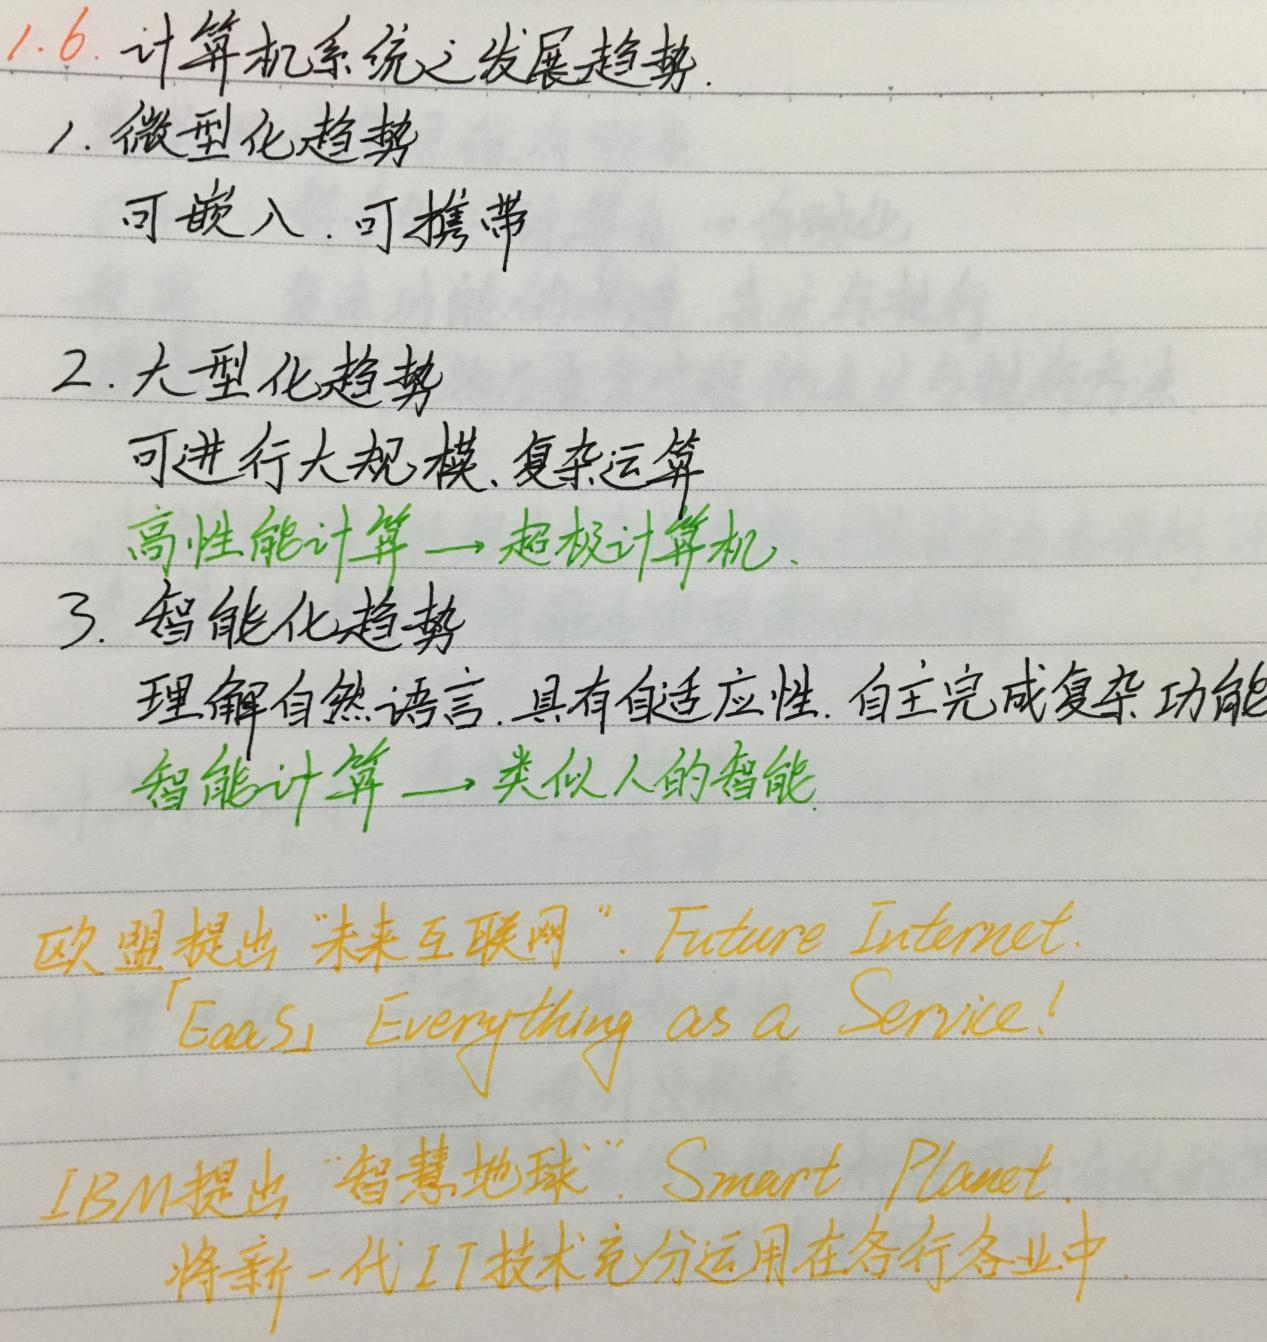 1.6. 计算机系统之发展趋势.
1. 微型化趋势
可嵌入. 可携带
2. 大型化趋势
可进行大规模、复杂运算
高性能计算 → 超极计算机.
3. 智能化趋势
理解自然语言. 具有自适应性. 自主完成复杂功能
智能计算 → 类似人的智能.
欧盟提出“未来互联网”. Future Internet.
「EaaS」 Everything as a Service!
IBM提出“智慧地球”. Smart Planet.
将新一代IT技术充分运用在各行各业中.